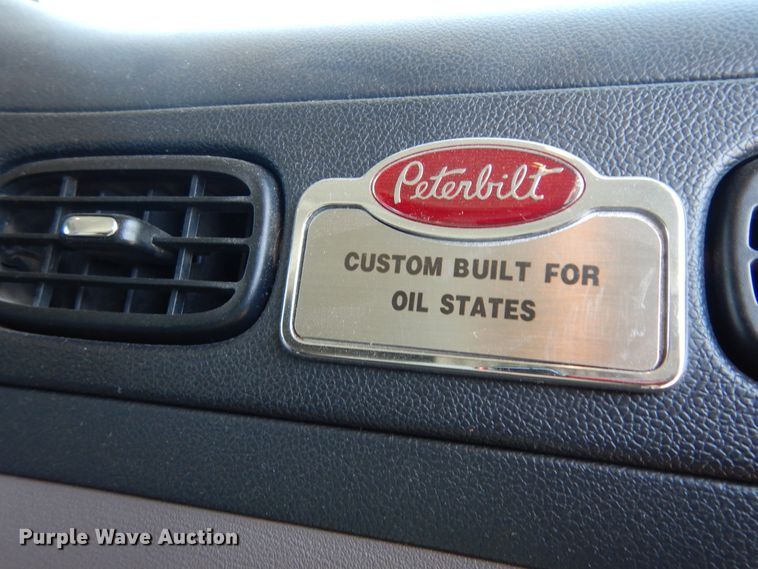 Peterbilt
CUSTOM BUILT FOR
OIL STATES
Purple Wave Auction